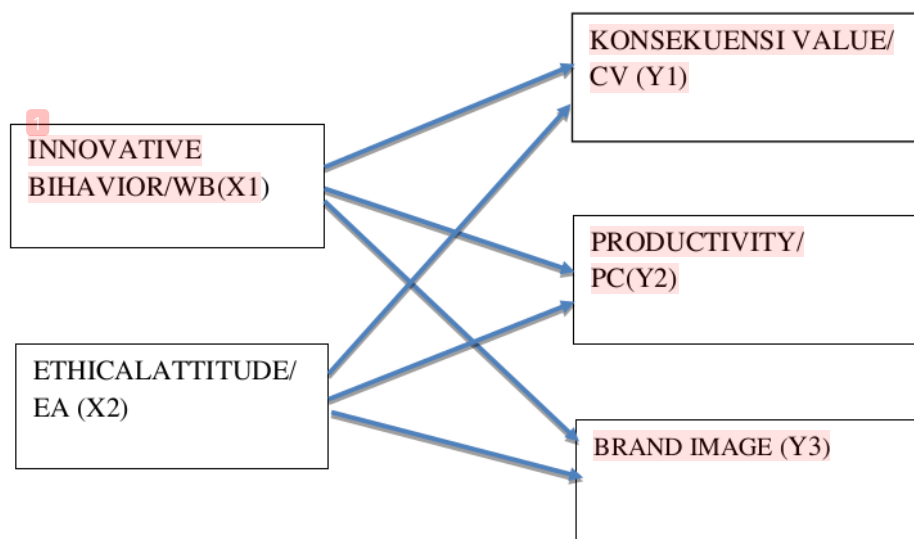 KONSEKUENSI VALUE/
CV (Y1)
1
INNOVATIVE
BIHAVIOR/WB(X1)
PRODUCTIVITY/
PC(Y2)
ETHICALATTITUDE/
EA (X2)
BRAND IMAGE (Y3)